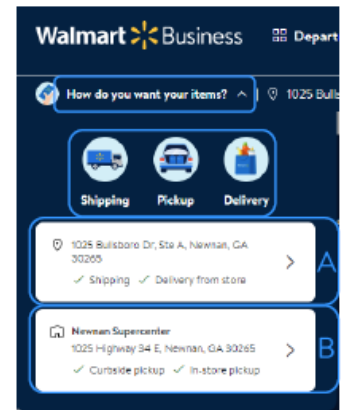 Walmart Business
Depart
How do you want your items?
1025 Bulls
Shipping Pickup Delivery
1025 Bullsboro Dr, Ste A, Newnan, GA
30265
Shipping Delivery from store
A
Newnan Supercenter
1025 Highway 34 E, Newnan, GA 30265
Curbside pickup In-store pickup
B